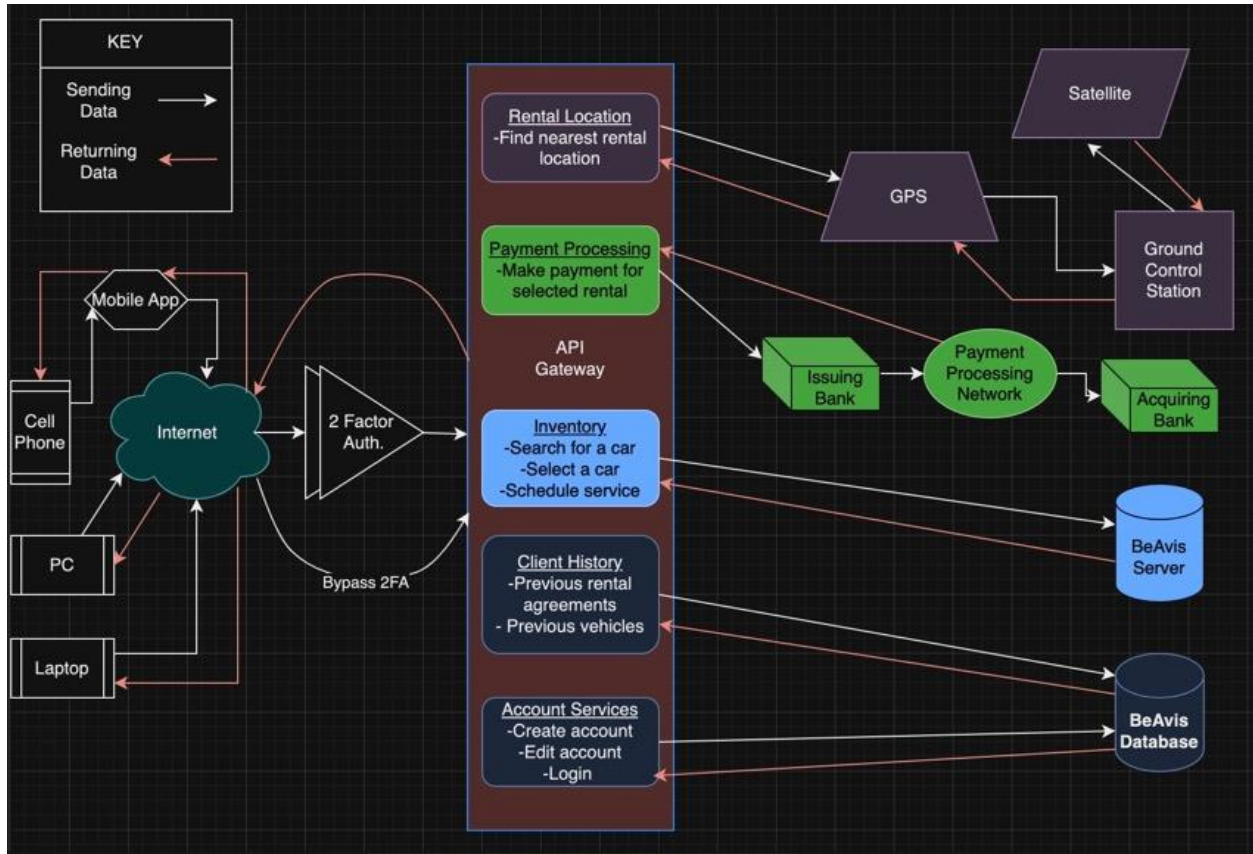 KEY
Sending
Data
Returning
Data
Rental Location
-Find nearest rental
location
Satellite
GPS
Ground
Control
Station
Payment Processing
-Make payment for
selected rental
Mobile App
API
Gateway
Issuing
Bank
Payment
Processing
Network
Acquiring
Bank
Cell
Phone
Internet
2 Factor
Auth.
Inventory
-Search for a car
-Select a car
-Schedule service
BeAvis
Server
PC
Bypass 2FA
Client History
-Previous rental
agreements
- Previous vehicles
Laptop
Account Services
-Create account
-Edit account
-Login
BeAvis
Database